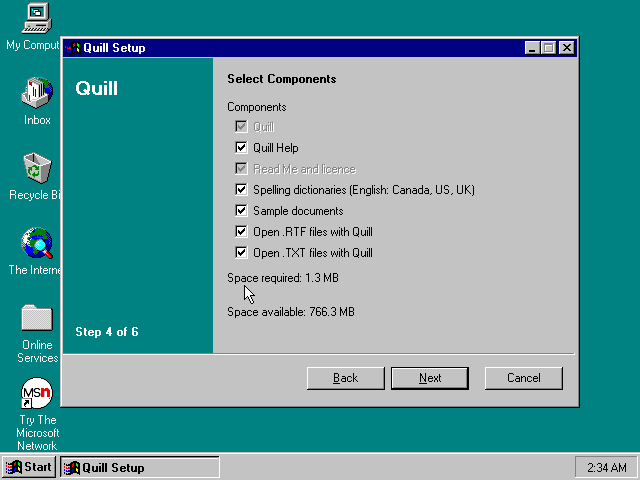 My Comput
Inbox
Recycle Bi
The Interne
Online
Services
MSn
Try The
Microsoft
Network
Quill Setup
Quill
Step 4 of 6
Select Components
Components
Quill
Quill Help
Read Me and licence
Spelling dictionaries (English: Canada, US, UK)
Sample documents
Open .RTF files with Quill
Open .TXT files with Quill
Space required: 1.3 MB
Space available: 766.3 MB
Back
Next
Cancel
Start
Quill Setup
2:34 AM